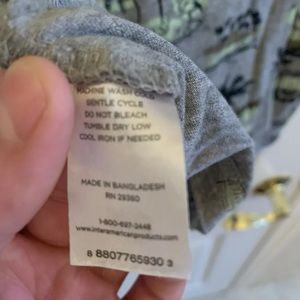 MACHINE WASH COLD
GENTLE CYCLE
DO NOT BLEACH
TUMBLE DRY LOW
COOL IRON IF NEEDED
MADE IN BANGLADESH
RN 29360
1-800-697-2448
www.interamericanproducts.com
8 8807765930 3